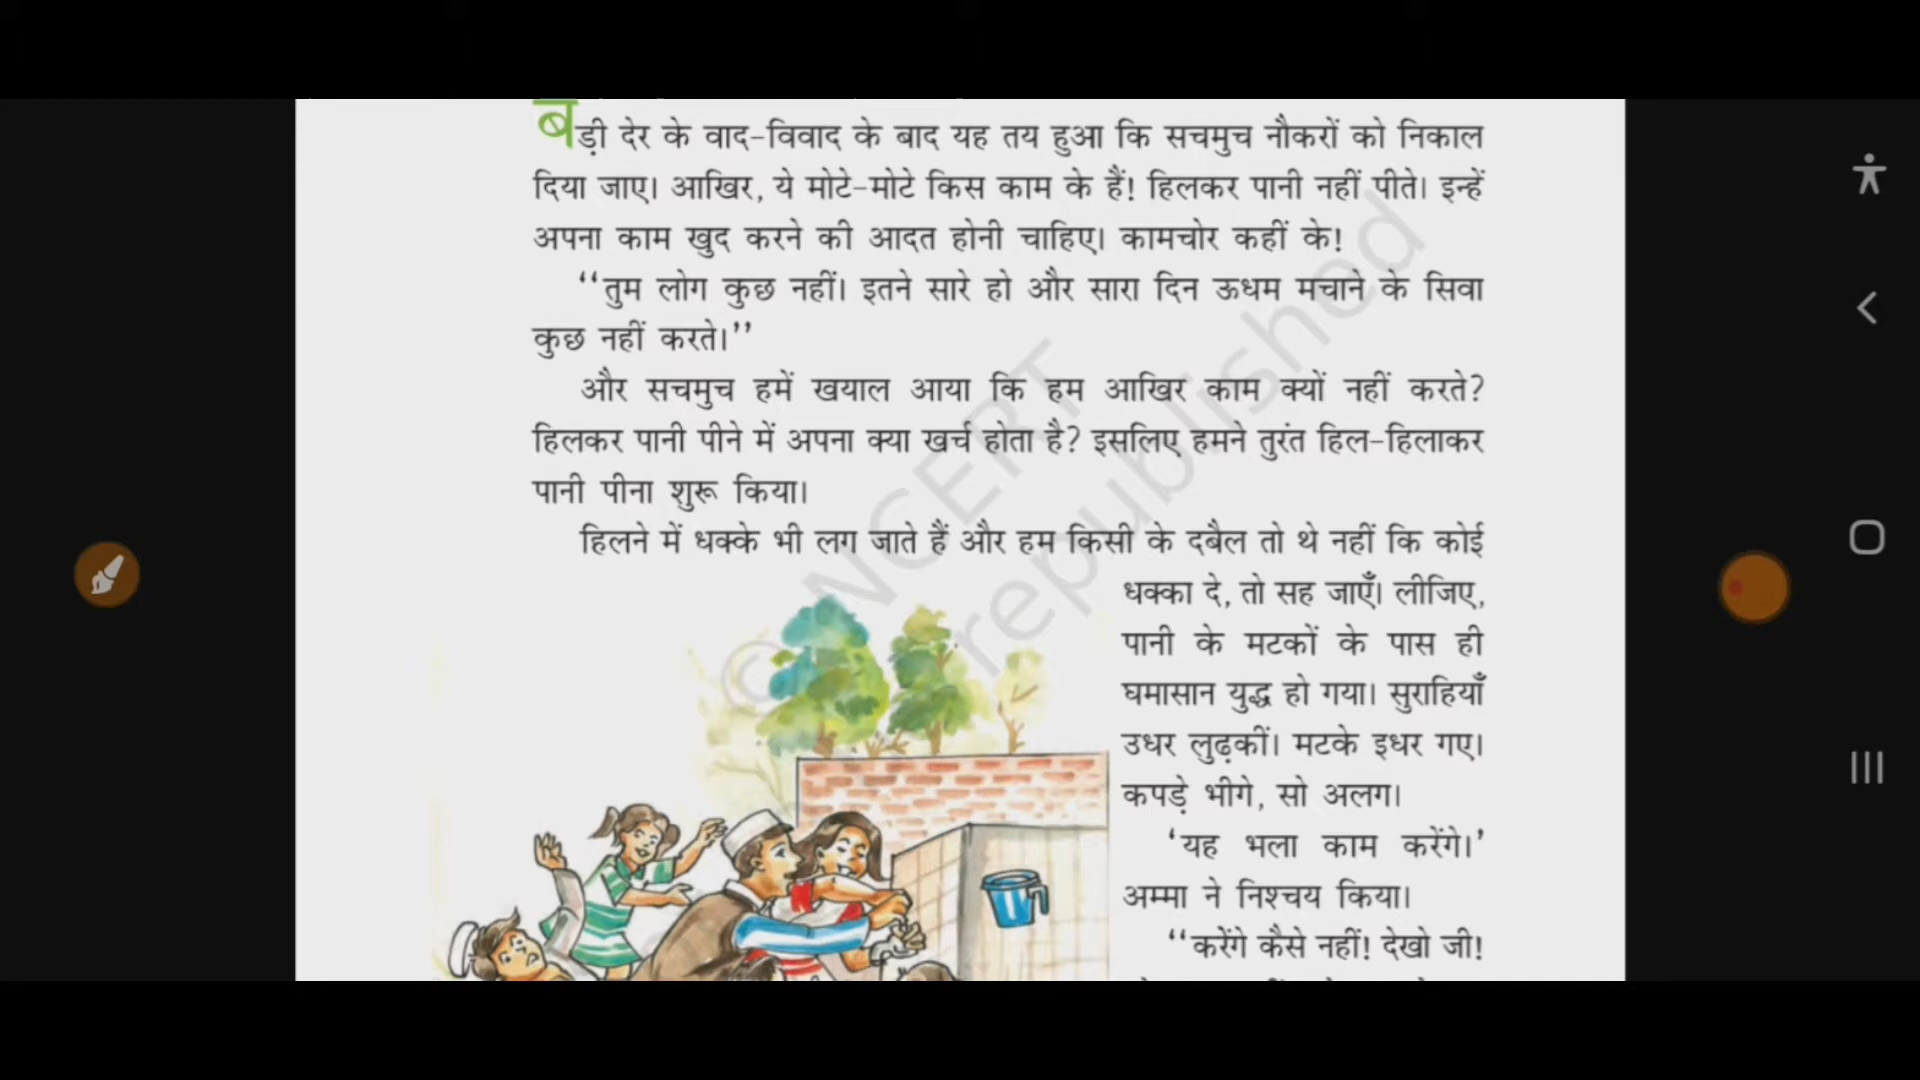 बड़ी देर के वाद-विवाद के बाद यह तय हुआ कि सचमुच नौकरों को निकाल
दिया जाए। आखिर, ये मोटे-मोटे किस काम के हैं! हिलकर पानी नहीं पीते। इन्हें
अपना काम खुद करने की आदत होनी चाहिए। कामचोर कहीं के!
‘‘तुम लोग कुछ नहीं। इतने सारे हो और सारा दिन ऊधम मचाने के सिवा
कुछ नहीं करते।’’
और सचमुच हमें खयाल आया कि हम आखिर काम क्यों नहीं करते?
हिलकर पानी पीने में अपना क्या खर्च होता है? इसलिए हमने तुरंत हिल-हिलाकर
पानी पीना शुरू किया।
हिलने में धक्के भी लग जाते हैं और हम किसी के दबैल तो थे नहीं कि कोई
धक्का दे, तो सह जाएँ। लीजिए,
पानी के मटकों के पास ही
घमासान युद्ध हो गया। सुराहियाँ
उधर लुढ़कीं। मटके इधर गए।
कपड़े भीगे, सो अलग।
‘यह भला काम करेंगे।’
अम्मा ने निश्चय किया।
‘‘करेंगे कैसे नहीं! देखो जी!
© NCERT
republished